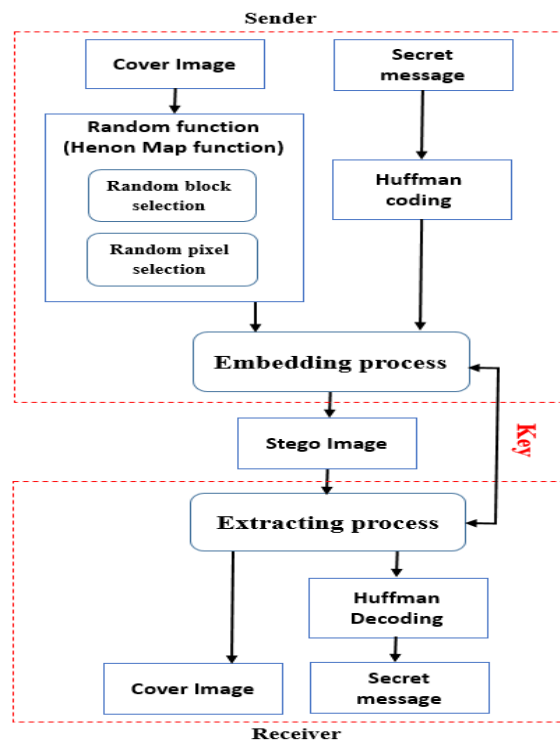 Sender
Cover Image
Secret
message
Random function
(Henon Map function)
Random block
selection
Random pixel
selection
Huffman
coding
Embedding process
Key
Stego Image
Extracting process
Huffman
Decoding
Cover Image
Secret
message
Receiver